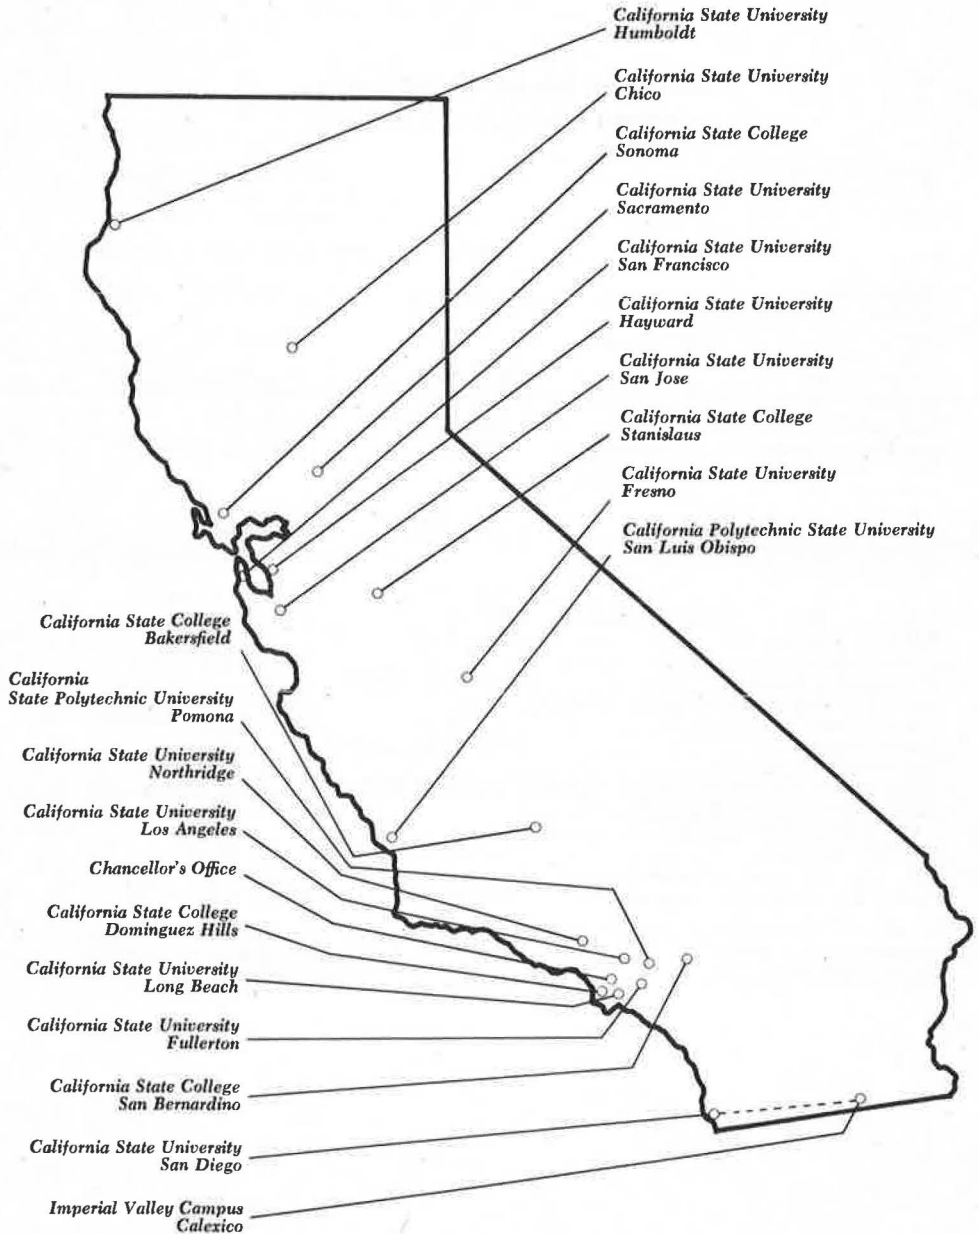 California State University
Humboldt
California State University
Chico
California State College
Sonoma
California State University
Sacramento
California State University
San Francisco
California State University
Hayward
California State University
San Jose
California State College
Stanislaus
California State University
Fresno
California Polytechnic State University
San Luis Obispo
California State College
Bakersfield
California
State Polytechnic University
Pomona
California State University
Northridge
California State University
Los Angeles
Chancellor's Office
California State College
Dominguez Hills
California State University
Long Beach
California State University
Fullerton
California State College
San Bernardino
California State University
San Diego
Imperial Valley Campus
Calexico